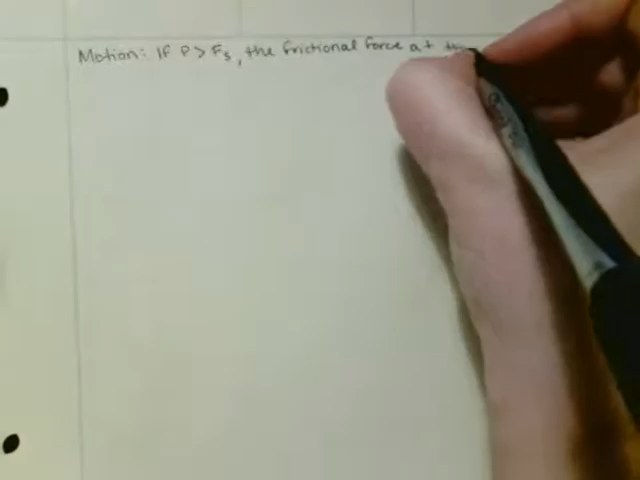 Motion: If P > Fs, the frictional force at